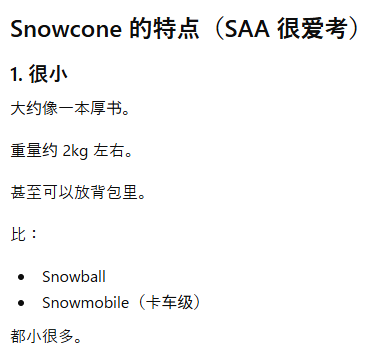 Snowcone 的特点（SAA 很爱考）
1. 很小
大约像一本厚书。
重量约 2kg 左右。
甚至可以放背包里。
比：
• Snowball
• Snowmobile（卡车级）
都小很多。